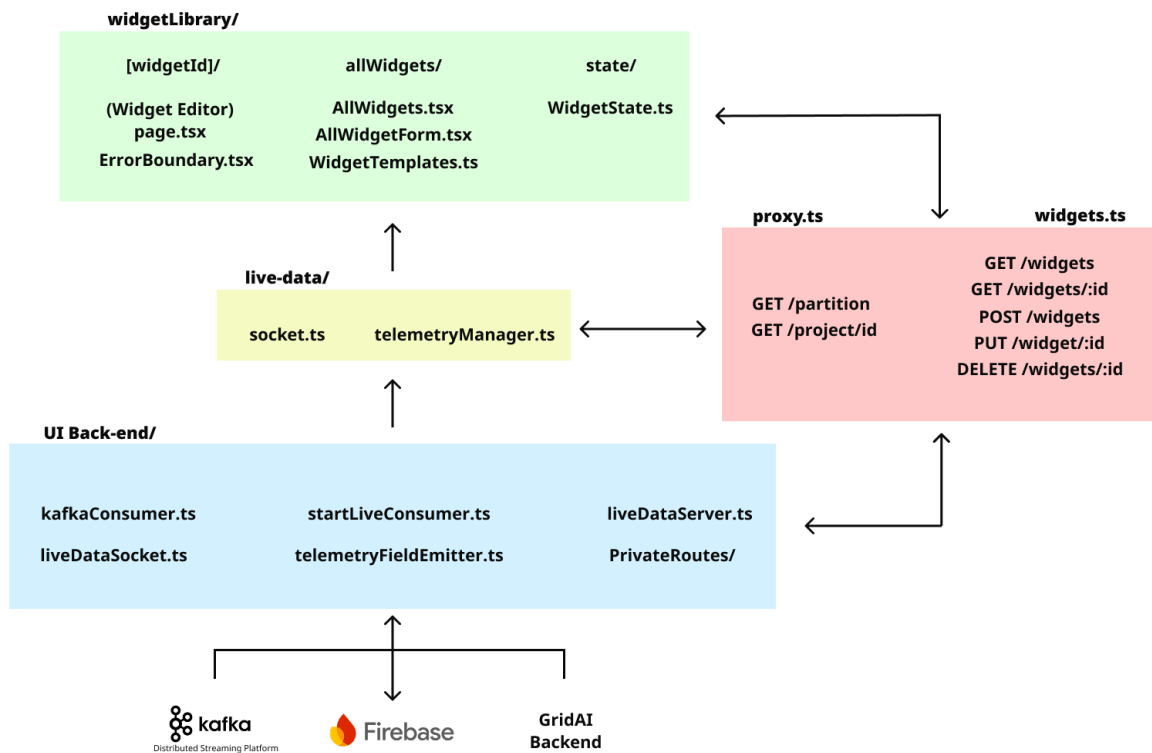 widgetLibrary/
[widgetId]/
(Widget Editor)
page.tsx
ErrorBoundary.tsx
allWidgets/
AllWidgets.tsx
AllWidgetForm.tsx
WidgetTemplates.ts
state/
WidgetState.ts
proxy.ts
GET /partition
GET /project/id
widgets.ts
GET /widgets
GET /widgets/:id
POST /widgets
PUT /widget/:id
DELETE /widgets/:id
live-data/
socket.ts
telemetryManager.ts
UI Back-end/
kafkaConsumer.ts
liveDataSocket.ts
startLiveConsumer.ts
telemetryFieldEmitter.ts
liveDataServer.ts
PrivateRoutes/
kafka
Distributed Streaming Platform
Firebase
GridAI
Backend